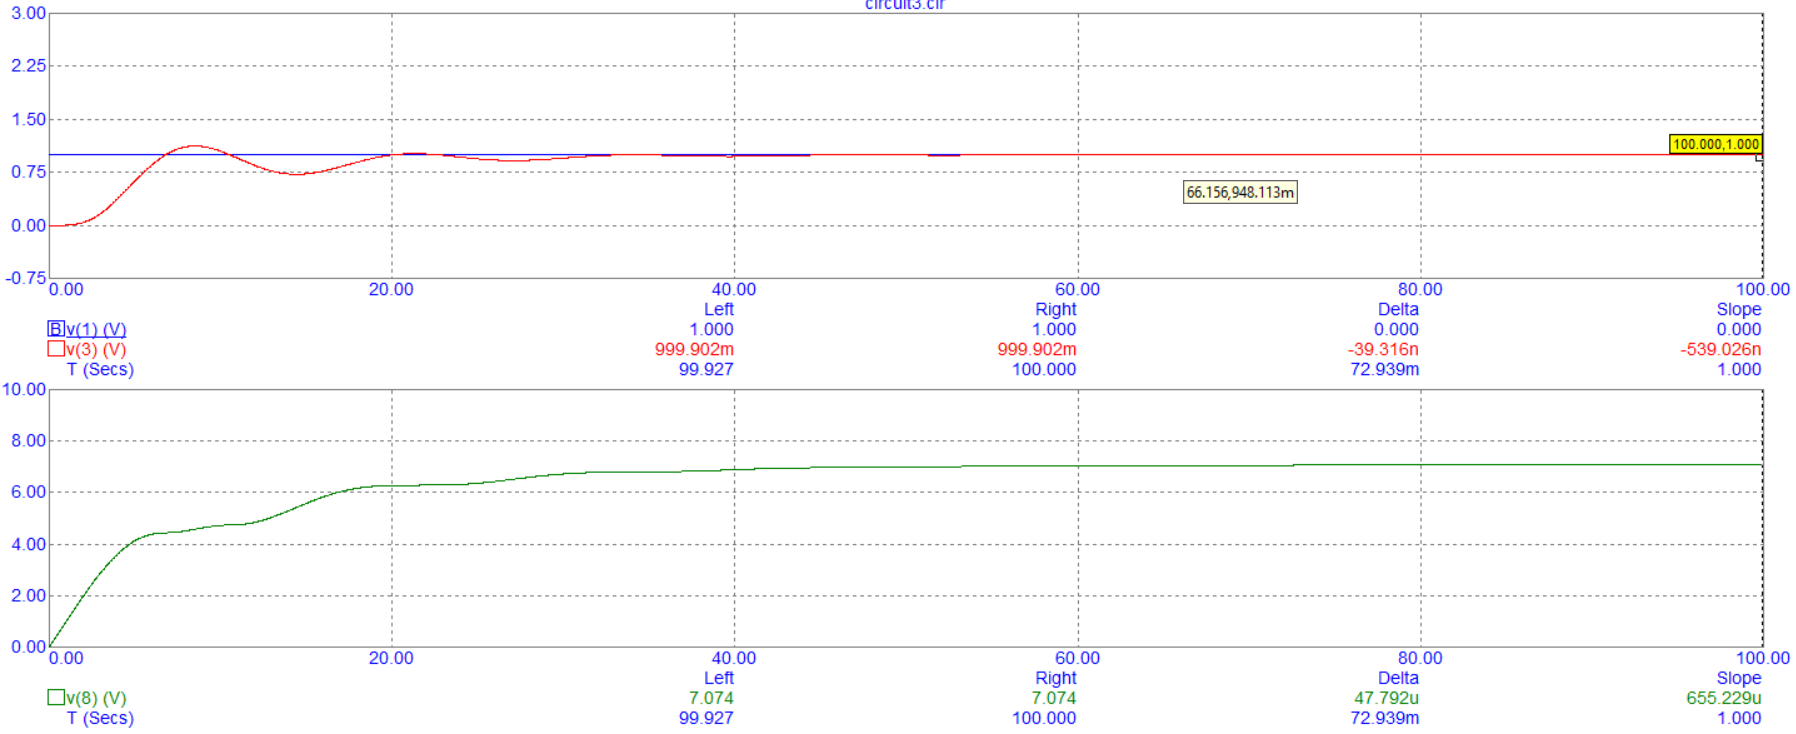 circuit3.cir
3.00
2.25
1.50
100.000,1.000
0.75
66.156,948.113m
0.00
-0.75
0.00 20.00 40.00 60.00 80.00 100.00
Left Right Delta Slope
B v(1) (V) 1.000 1.000 0.000 0.000
v(3) (V) 999.902m 999.902m -39.316n -539.026n
T (Secs) 99.927 100.000 72.939m 1.000
10.00
8.00
6.00
4.00
2.00
0.00
0.00 20.00 40.00 60.00 80.00 100.00
Left Right Delta Slope
v(8) (V) 7.074 7.074 47.792u 655.229u
T (Secs) 99.927 100.000 72.939m 1.000